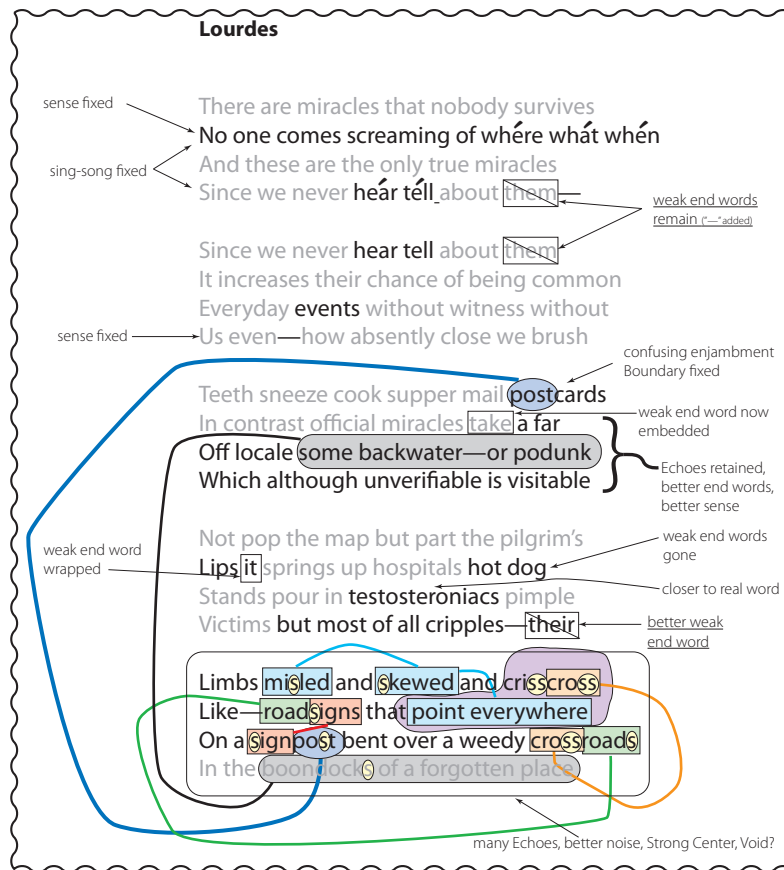 Lourdes
sense fixed
There are miracles that nobody survives
No one comes screaming of whére whát whén
sing-song fixed
And these are the only true miracles
Since we never héar téll about them—
weak end words
remain ("—"added)
Since we never hear tell about them
It increases their chance of being common
Everyday events without witness without
sense fixed
Us even—how absently close we brush
confusing enjambment
Boundary fixed
Teeth sneeze cook supper mail postcards
In contrast official miracles take a far
weak end word now
embedded
Off locale some backwater—or podunk
Which although unverifiable is visitable
Echoes retained,
better end words,
better sense
Not pop the map but part the pilgrim's
weak end words
gone
weak end word
wrapped
Lips it springs up hospitals hot dog
Stands pour in testosteroniacs pimple
closer to real word
Victims but most of all cripples—their
better weak
end word
Limbs misled and skewed and crisscross
Like—roadsigns that point everywhere
On a signpost bent over a weedy crossroads
In the boondocks of a forgotten place
many Echoes, better noise, Strong Center, Void?